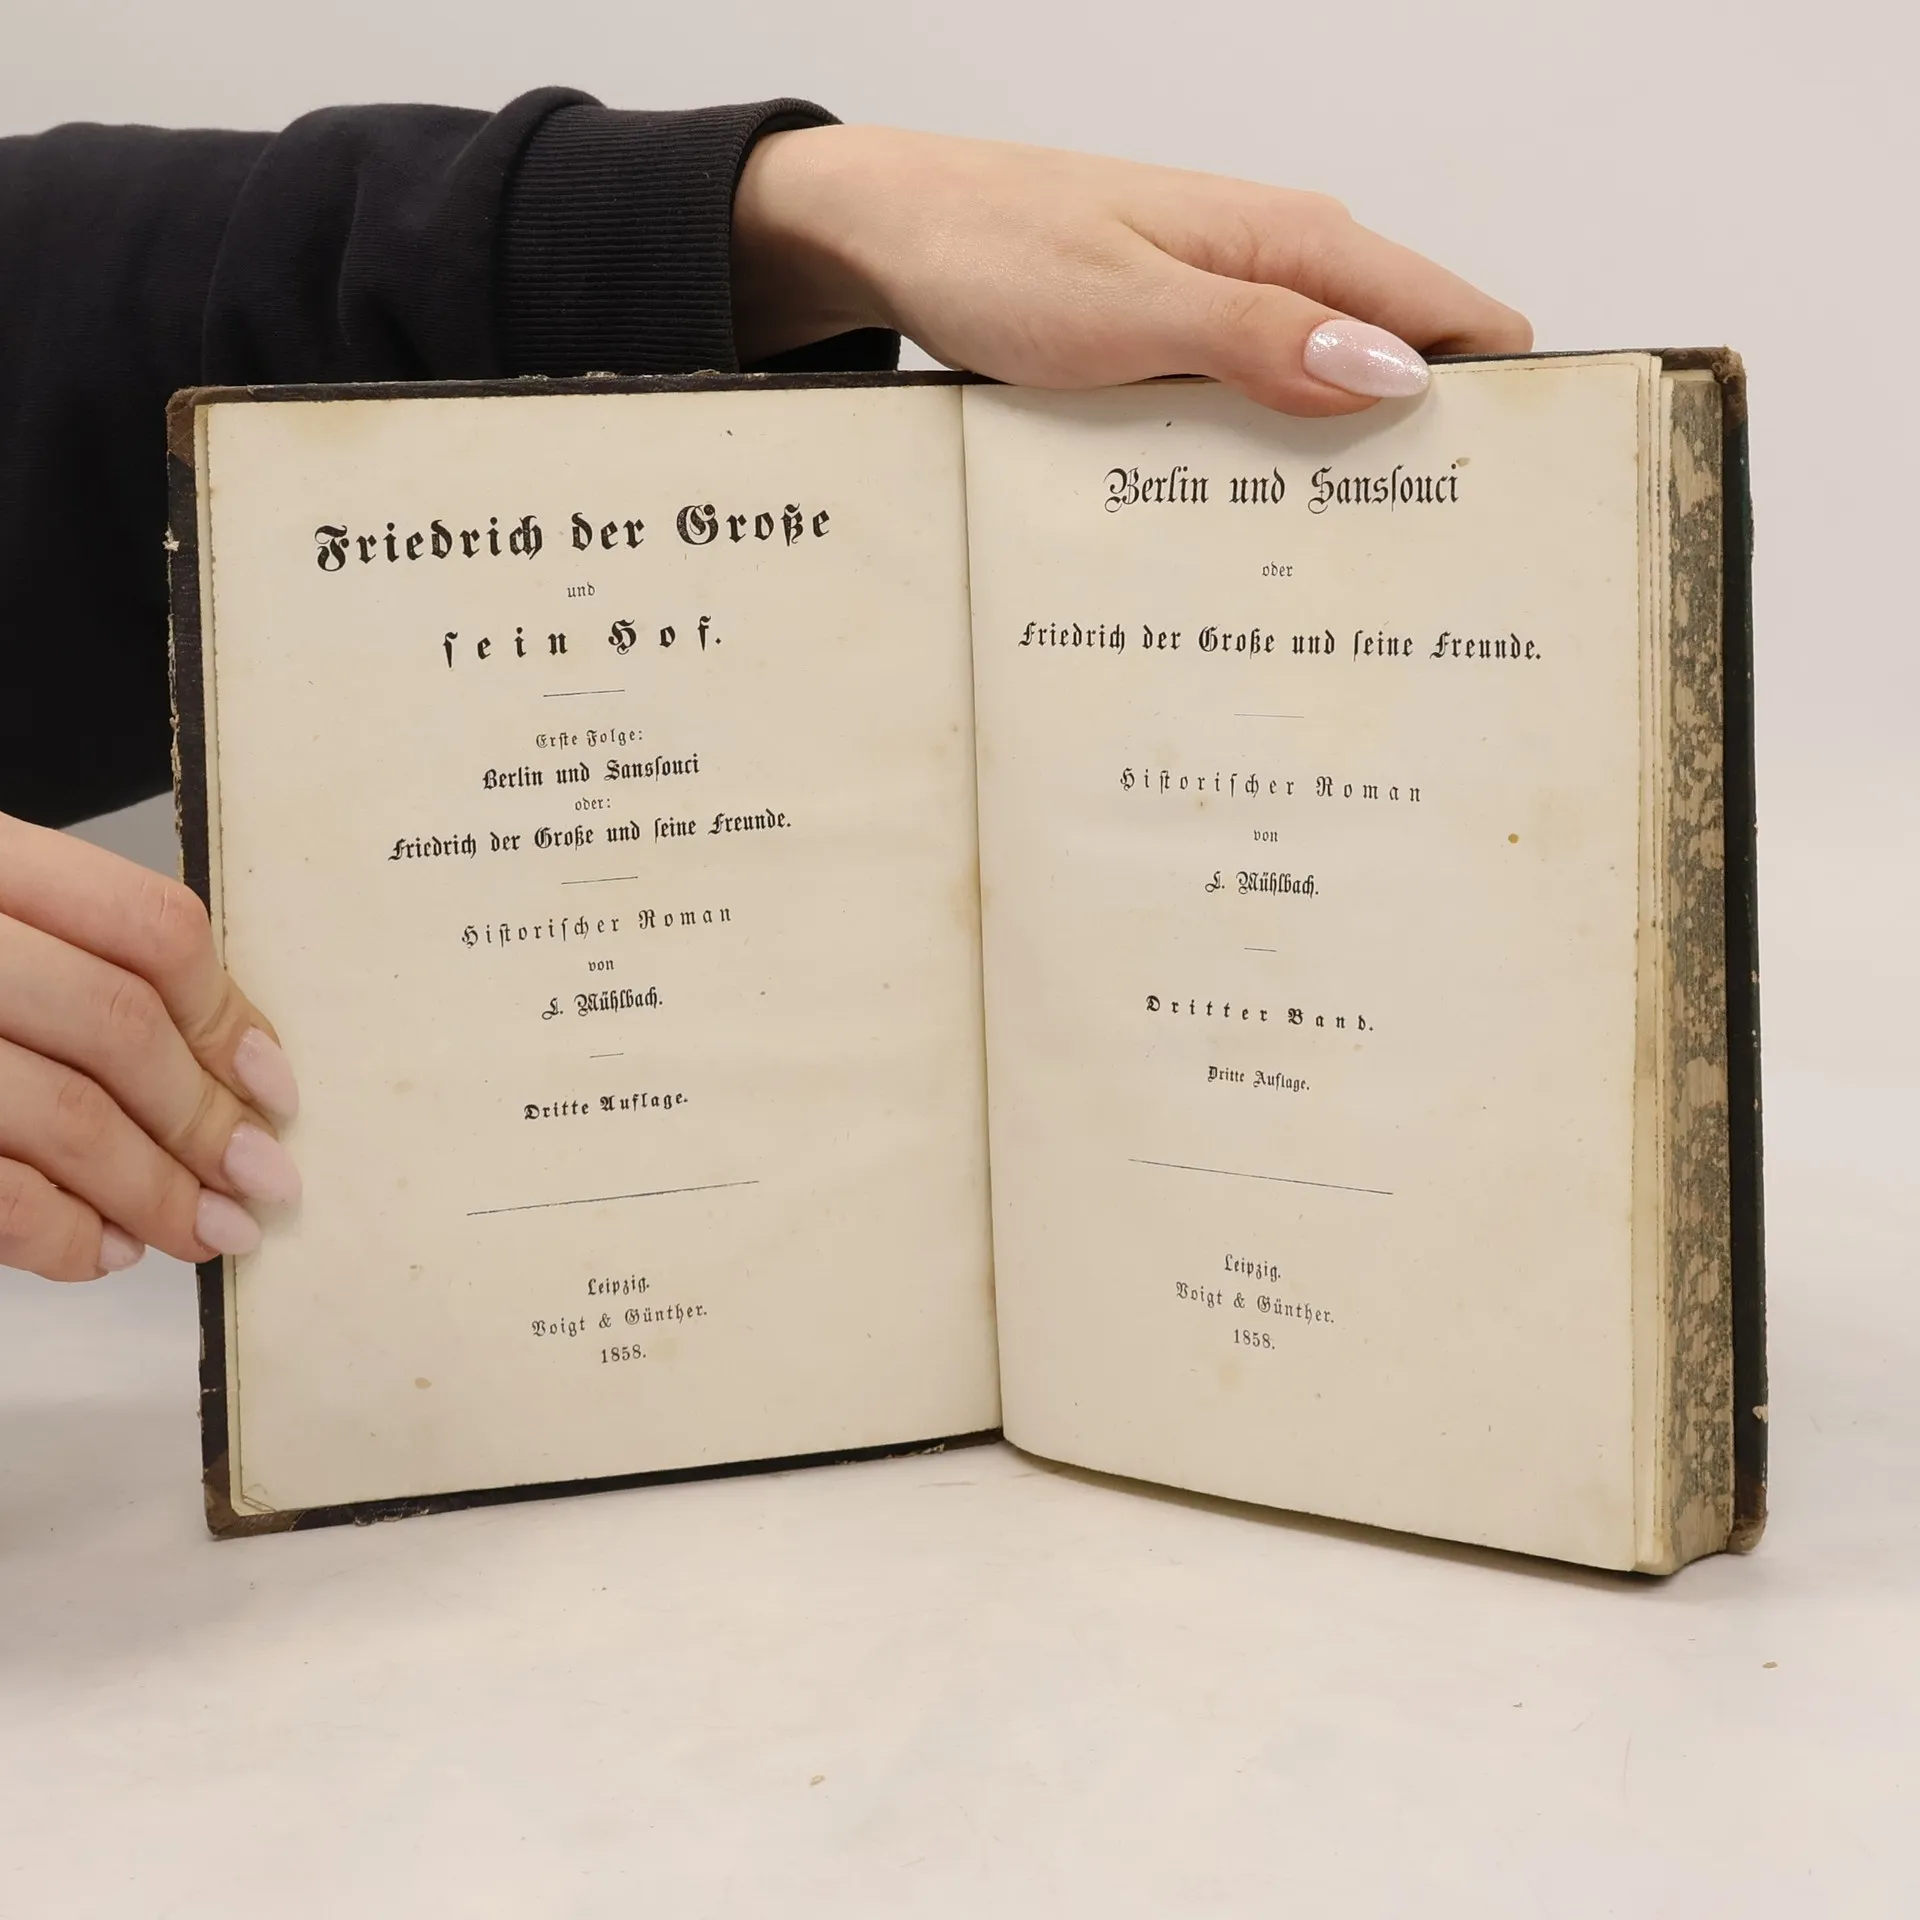 Friedrich der Große
und
ſein Hof.
Erſte Folge:
Berlin und Sansſouci
oder:
Friedrich der Große und ſeine Freunde.
Hiſtoriſcher Roman
von
L. Mühlbach.
Dritte Auflage.
Leipzig.
Voigt & Günther.
1858.
Berlin und Sansſouci
oder
Friedrich der Große und ſeine Freunde.
Hiſtoriſcher Roman
von
L. Mühlbach.
Dritter Band.
Dritte Auflage.
Leipzig.
Voigt & Günther.
1858.